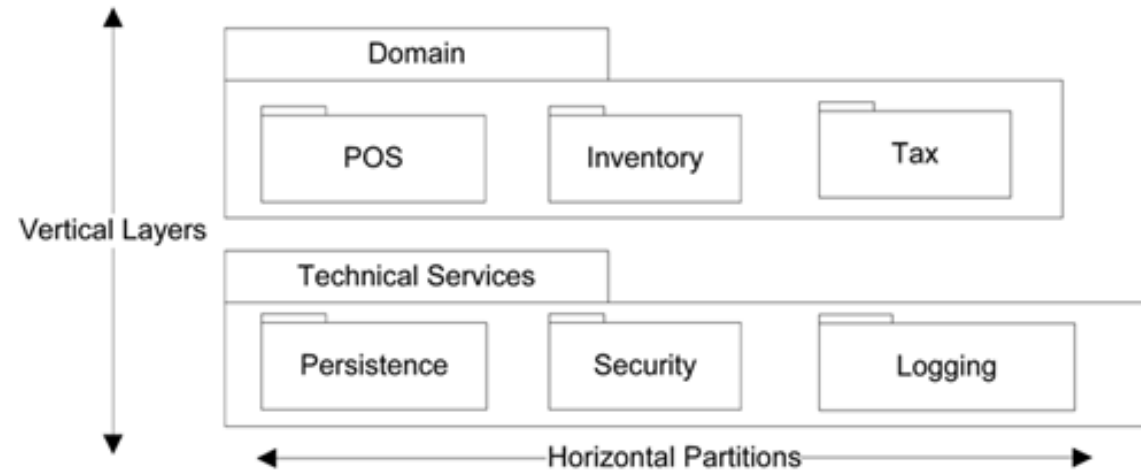 Domain
POS
Inventory
Tax
Vertical Layers
Technical Services
Persistence
Security
Logging
Horizontal Partitions